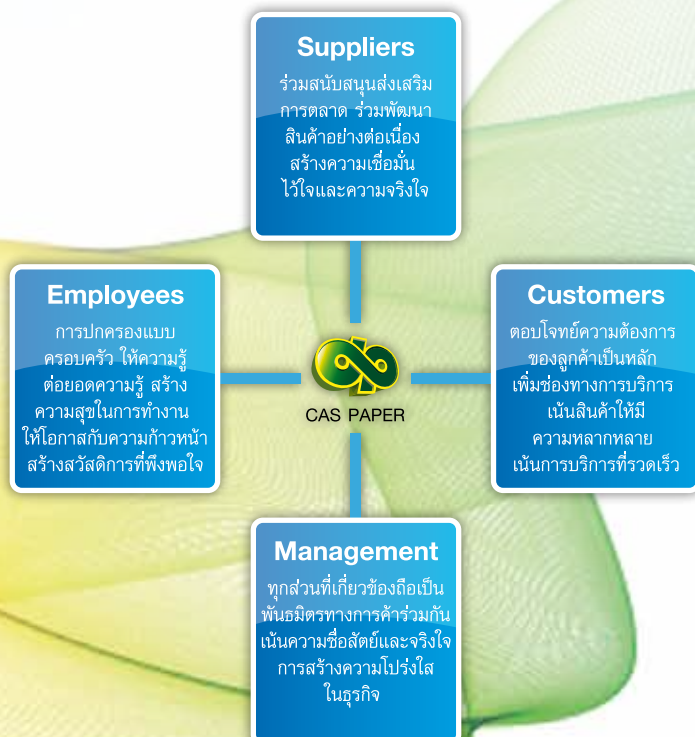 Suppliers
ร่วมสนับสนุนส่งเสริม
การตลาด ร่วมพัฒนา
สินค้าอย่างต่อเนื่อง
สร้างความเชื่อมั่น
ไว้ใจและความจริงใจ
Employees
การปกครองแบบ
ครอบครัว ให้ความรู้
ต่อยอดความรู้ สร้าง
ความสุขในการทำงาน
ให้โอกาสกับความก้าวหน้า
สร้างสวัสดิการที่พึงพอใจ
CAS PAPER
Customers
ตอบโจทย์ความต้องการ
ของลูกค้าเป็นหลัก
เพิ่มช่องทางการบริการ
เน้นสินค้าให้มี
ความหลากหลาย
เน้นการบริการที่รวดเร็ว
Management
ทุกส่วนที่เกี่ยวข้องถือเป็น
พันธมิตรทางการค้าร่วมกัน
เน้นความซื่อสัตย์และจริงใจ
การสร้างความโปร่งใส
ในธุรกิจ